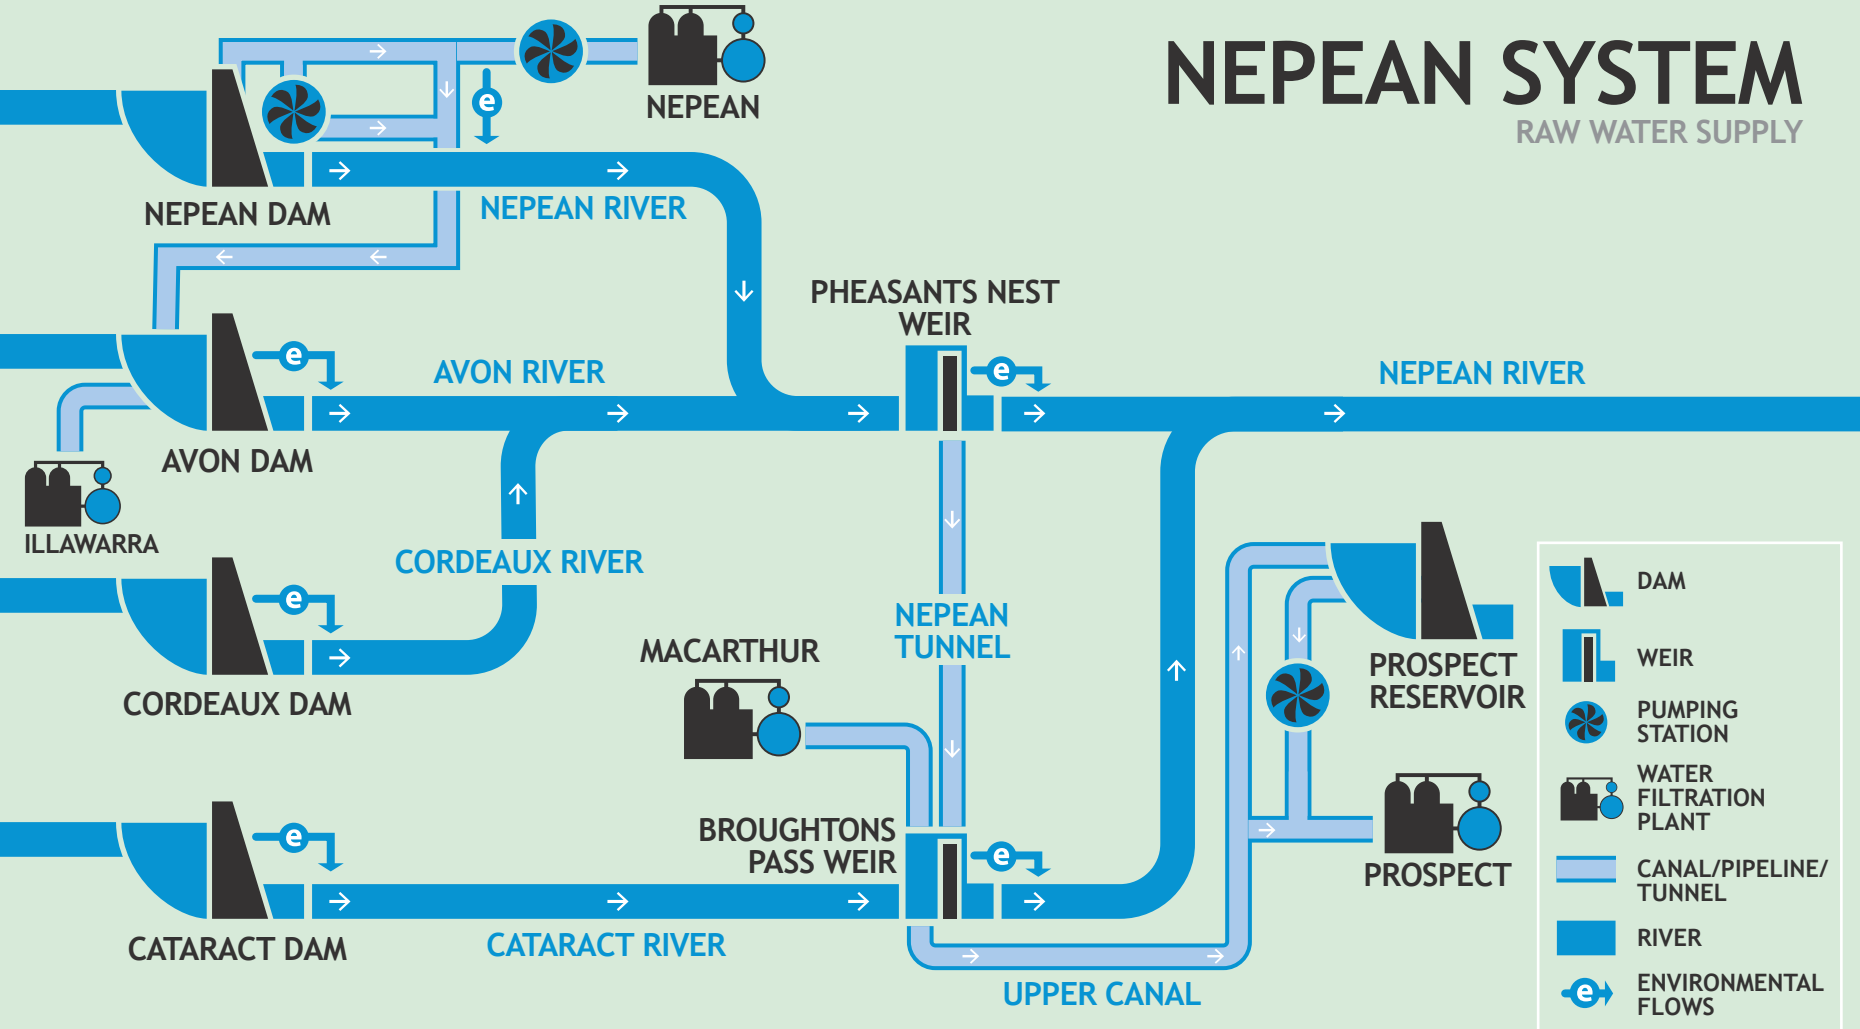 NEPEAN SYSTEM
RAW WATER SUPPLY
e
NEPEAN
NEPEAN DAM
NEPEAN RIVER
PHEASANTS NEST
WEIR
e
AVON RIVER
e
NEPEAN RIVER
AVON DAM
ILLAWARRA
CORDEAUX RIVER
e
CORDEAUX DAM
NEPEAN
TUNNEL
MACARTHUR
PROSPECT
RESERVOIR
BROUGHTONS
PASS WEIR
e
e
PROSPECT
CATARACT DAM
CATARACT RIVER
UPPER CANAL
DAM
WEIR
PUMPING
STATION
WATER
FILTRATION
PLANT
CANAL/PIPELINE/
TUNNEL
RIVER
e
ENVIRONMENTAL
FLOWS